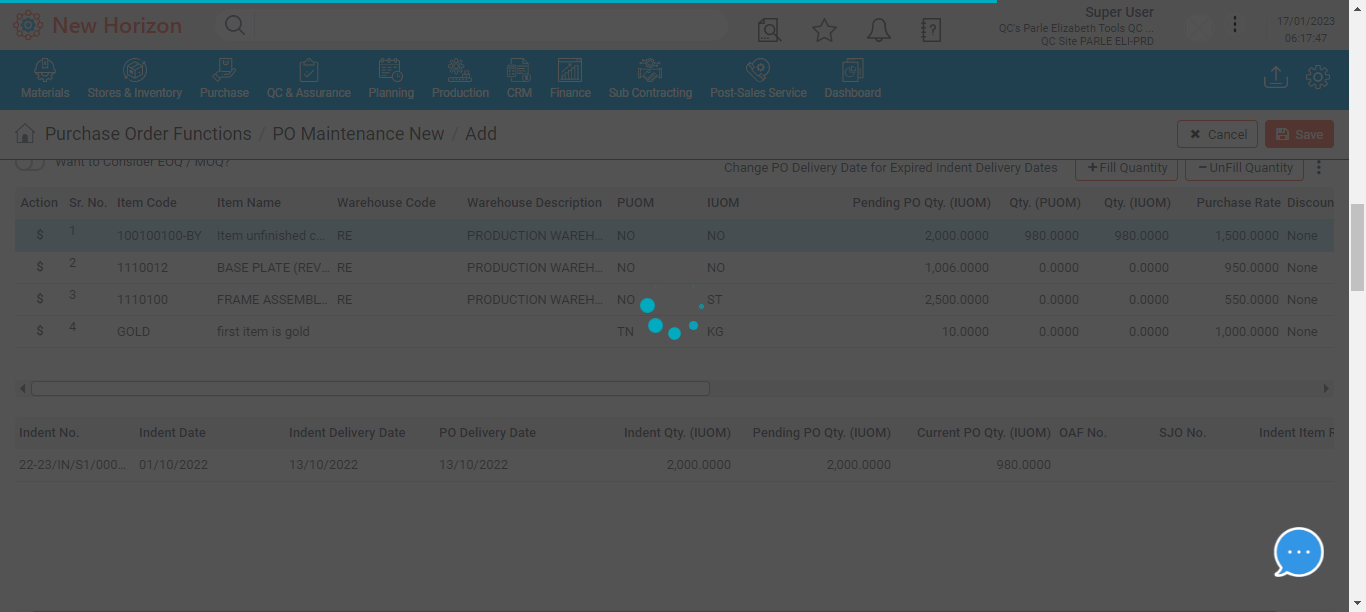 New Horizon
Super User
QC's Parle Elizabeth Tools QC ...
QC Site PARLE ELI-PRD
17/01/2023
06:17:47
Materials Stores & Inventory Purchase QC & Assurance Planning Production CRM Finance Sub Contracting Post-Sales Service Dashboard
Purchase Order Functions / PO Maintenance New / Add Cancel Save
Want to Consider EOQ / MOQ? Change PO Delivery Date for Expired Indent Delivery Dates + Fill Quantity − UnFill Quantity
Action Sr. No. Item Code Item Name Warehouse Code Warehouse Description PUOM IUOM Pending PO Qty. (IUOM) Qty. (PUOM) Qty. (IUOM) Purchase Rate Discoun
$ 1 100100100-BY item unfinished c... RE PRODUCTION WAREH... NO NO 2,000.0000 980.0000 980.0000 1,500.0000 None
$ 2 1110012 BASE PLATE (REV... RE PRODUCTION WAREH... NO NO 1,006.0000 0.0000 0.0000 950.0000 None
$ 3 1110100 FRAME ASSEMBL... RE PRODUCTION WAREH... NO ST 2,500.0000 0.0000 0.0000 550.0000 None
$ 4 GOLD first item is gold TN KG 10.0000 0.0000 0.0000 1,000.0000 None
Indent No. Indent Date Indent Delivery Date PO Delivery Date Indent Qty. (IUOM) Pending PO Qty. (IUOM) Current PO Qty. (IUOM) OAF No. SJO No. Indent Item R
22-23/IN/S1/000... 01/10/2022 13/10/2022 13/10/2022 2,000.0000 2,000.0000 980.0000